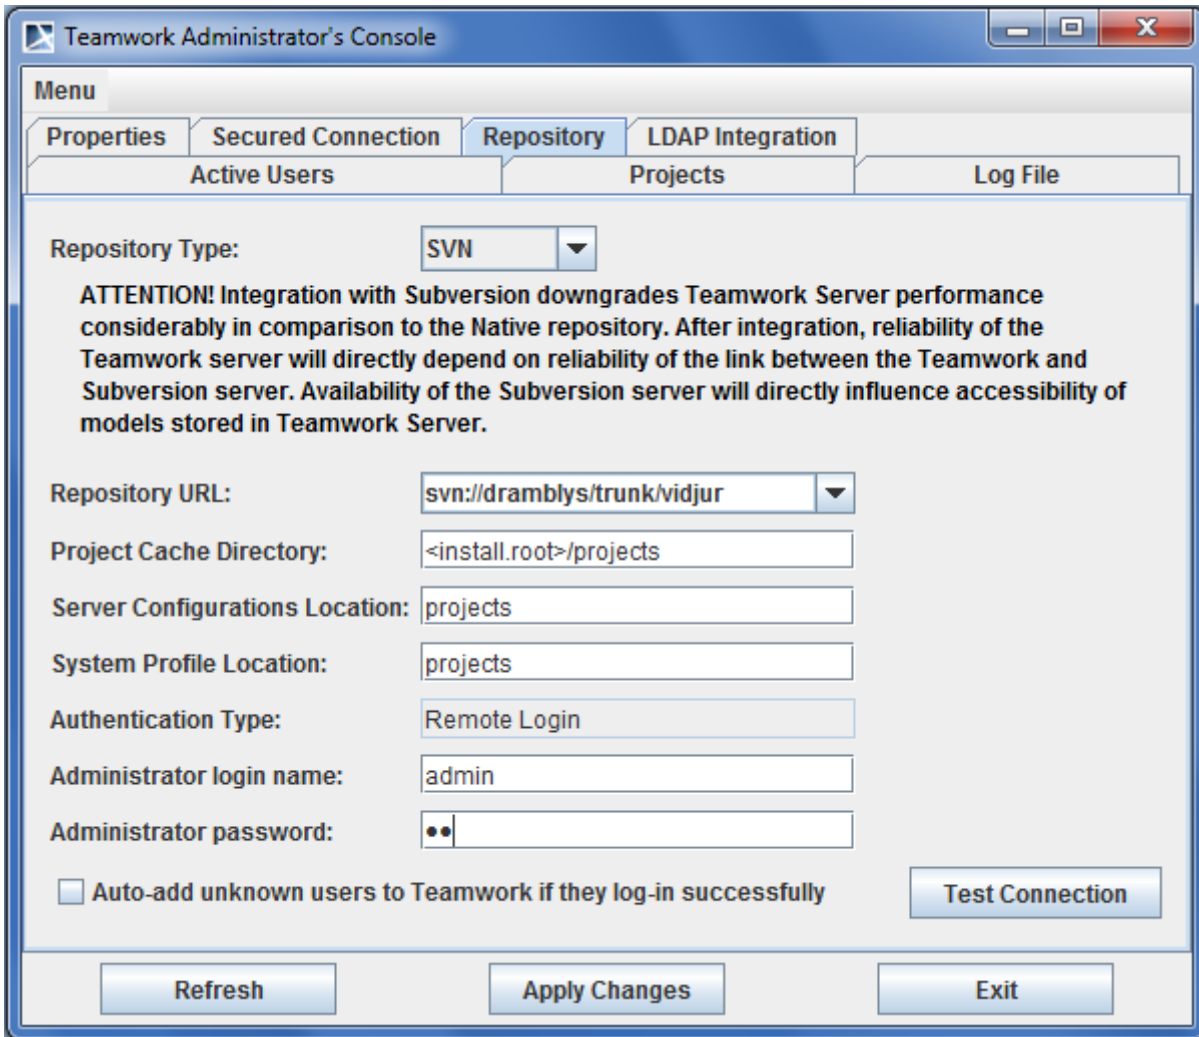 Teamwork Administrator's Console
Menu
Properties Secured Connection Repository LDAP Integration
Active Users Projects Log File
Repository Type: SVN
ATTENTION! Integration with Subversion downgrades Teamwork Server performance
considerably in comparison to the Native repository. After integration, reliability of the
Teamwork server will directly depend on reliability of the link between the Teamwork and
Subversion server. Availability of the Subversion server will directly influence accessibility of
models stored in Teamwork Server.
Repository URL: svn://dramblys/trunk/vidjur
Project Cache Directory: <install.root>/projects
Server Configurations Location: projects
System Profile Location: projects
Authentication Type: Remote Login
Administrator login name: admin
Administrator password: ●●
Auto-add unknown users to Teamwork if they log-in successfully Test Connection
Refresh Apply Changes Exit